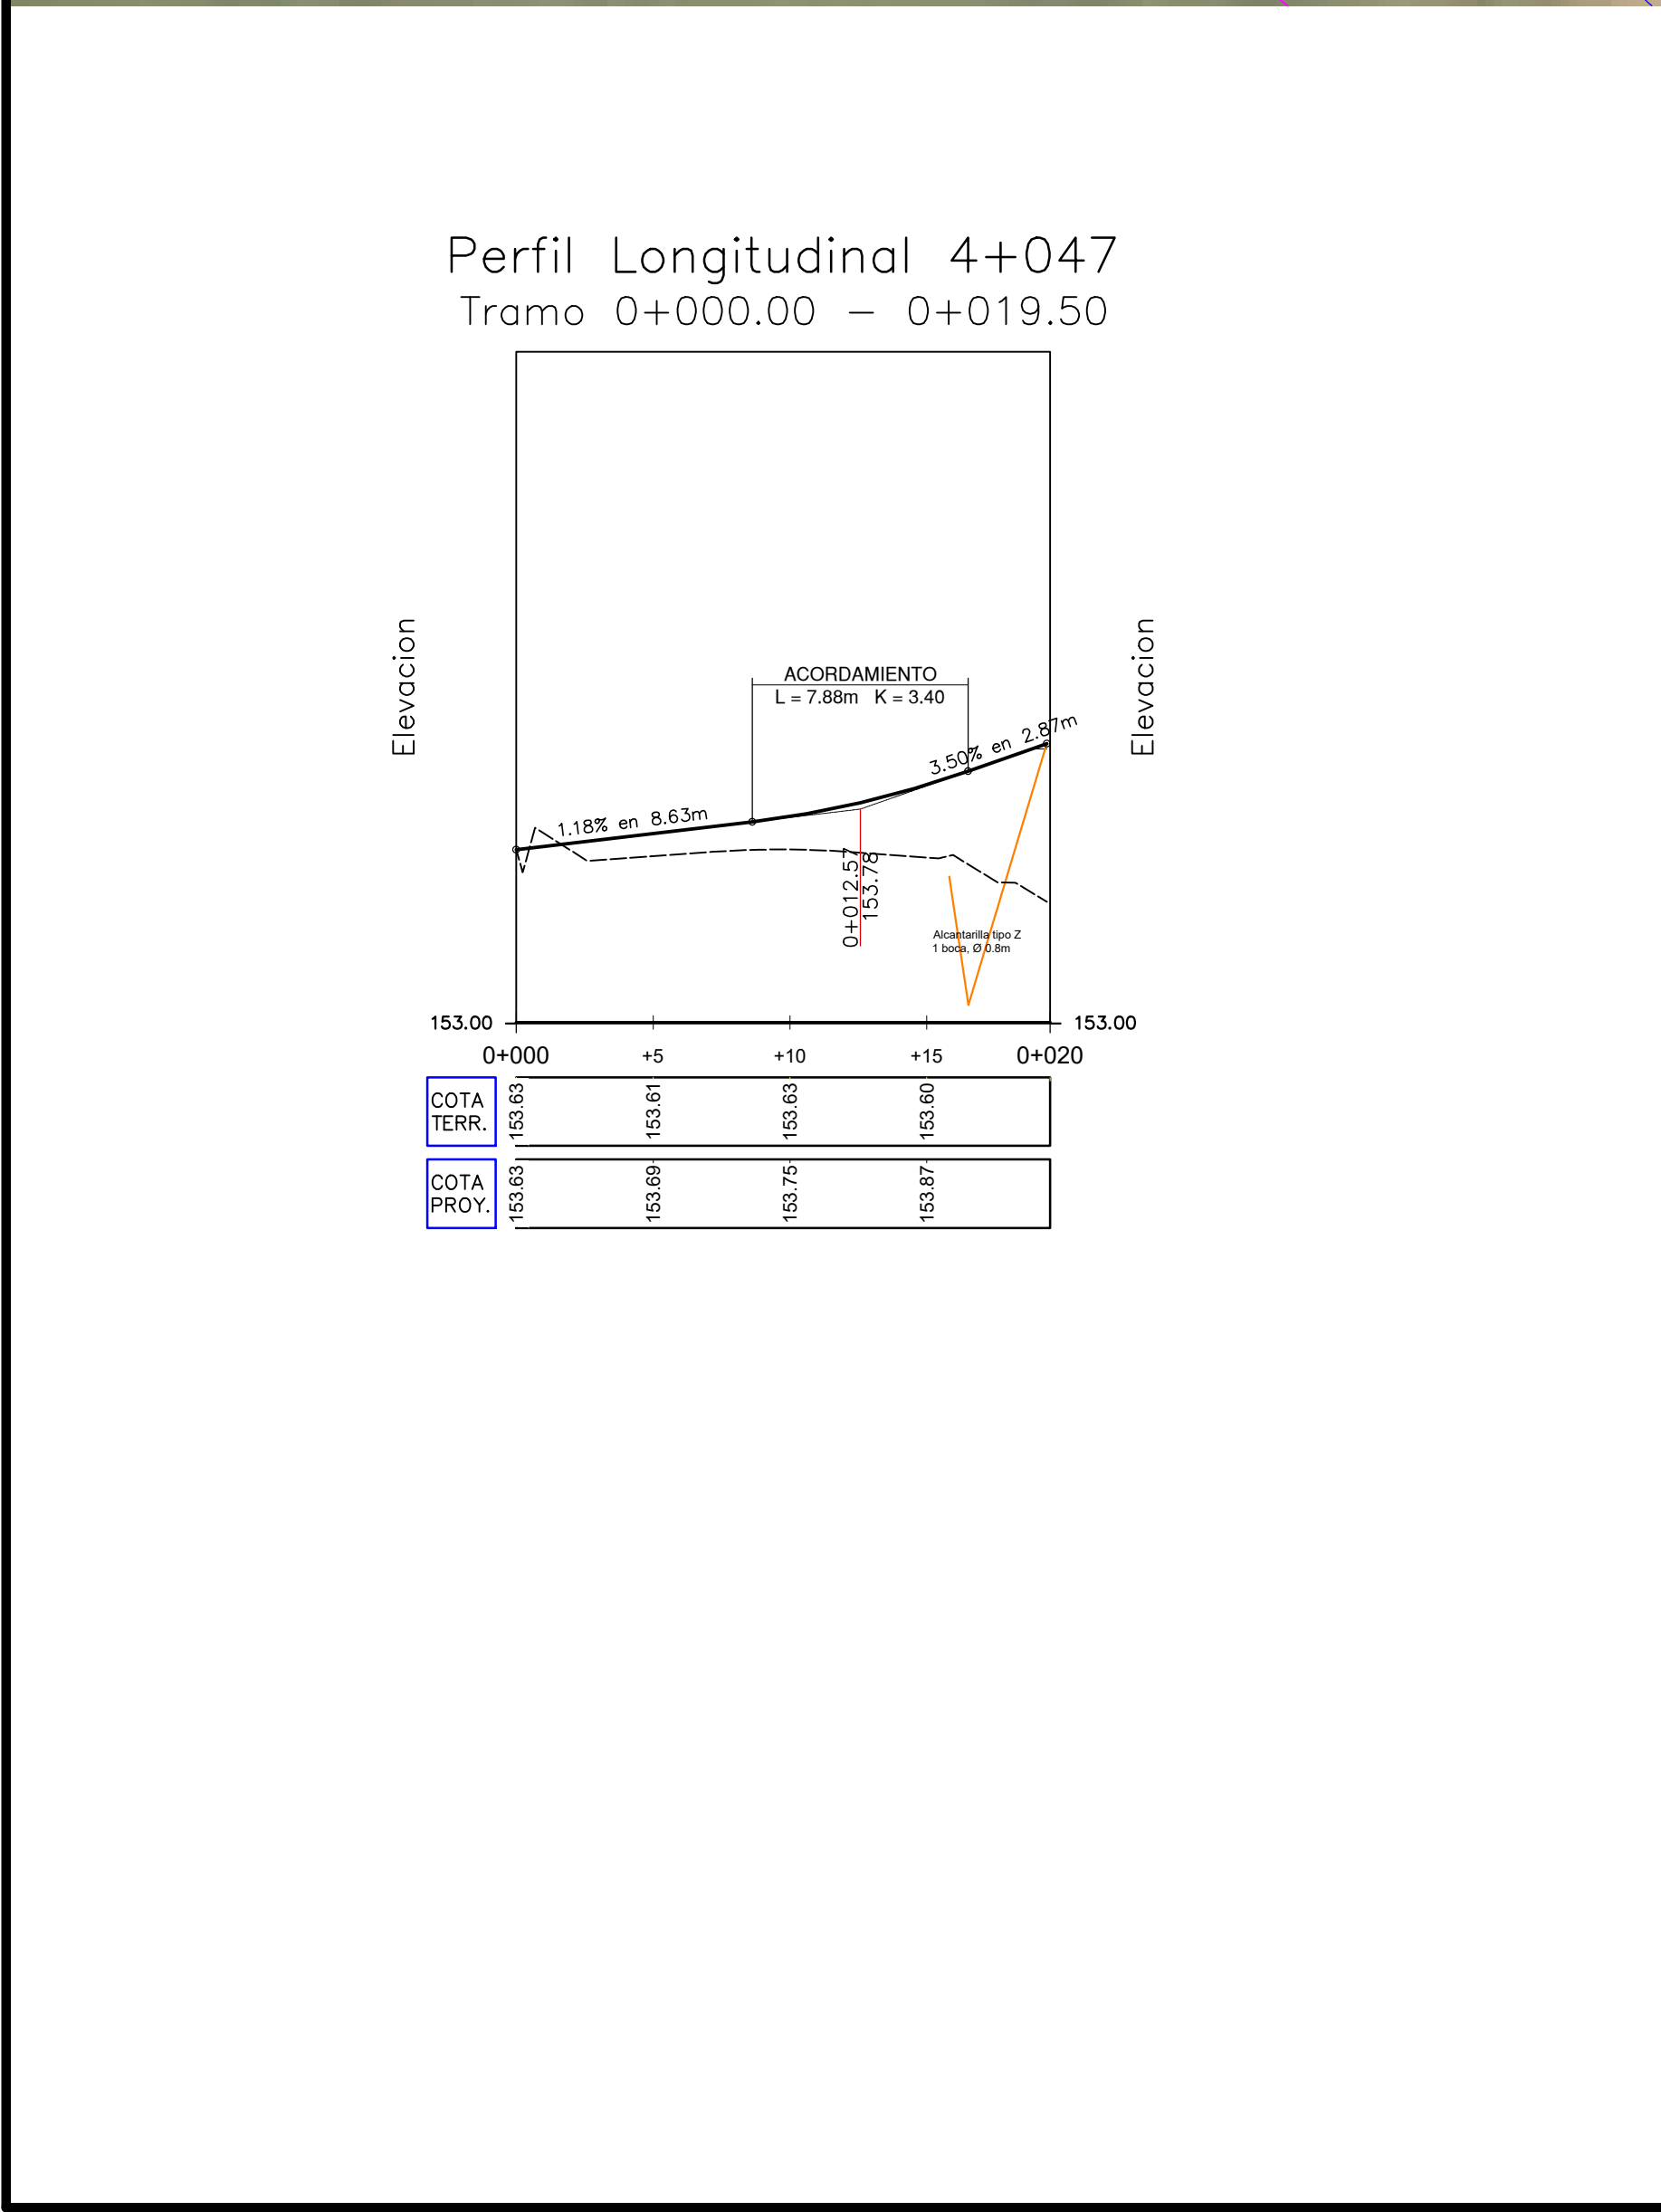 Perfil Longitudinal 4+047
Tramo 0+000.00 – 0+019.50
Elevacion
Elevacion
ACORDAMIENTO
L = 7.88m K = 3.40
1.18% en 8.63m
3.50% en 2.87m
0+012.57
153.78
Alcantarilla tipo Z
1 boca, Ø 0.8m
153.00
153.00
0+000 +5 +10 +15 0+020
COTA
TERR.
153.63 153.61 153.63 153.60
COTA
PROY.
153.63 153.69 153.75 153.87